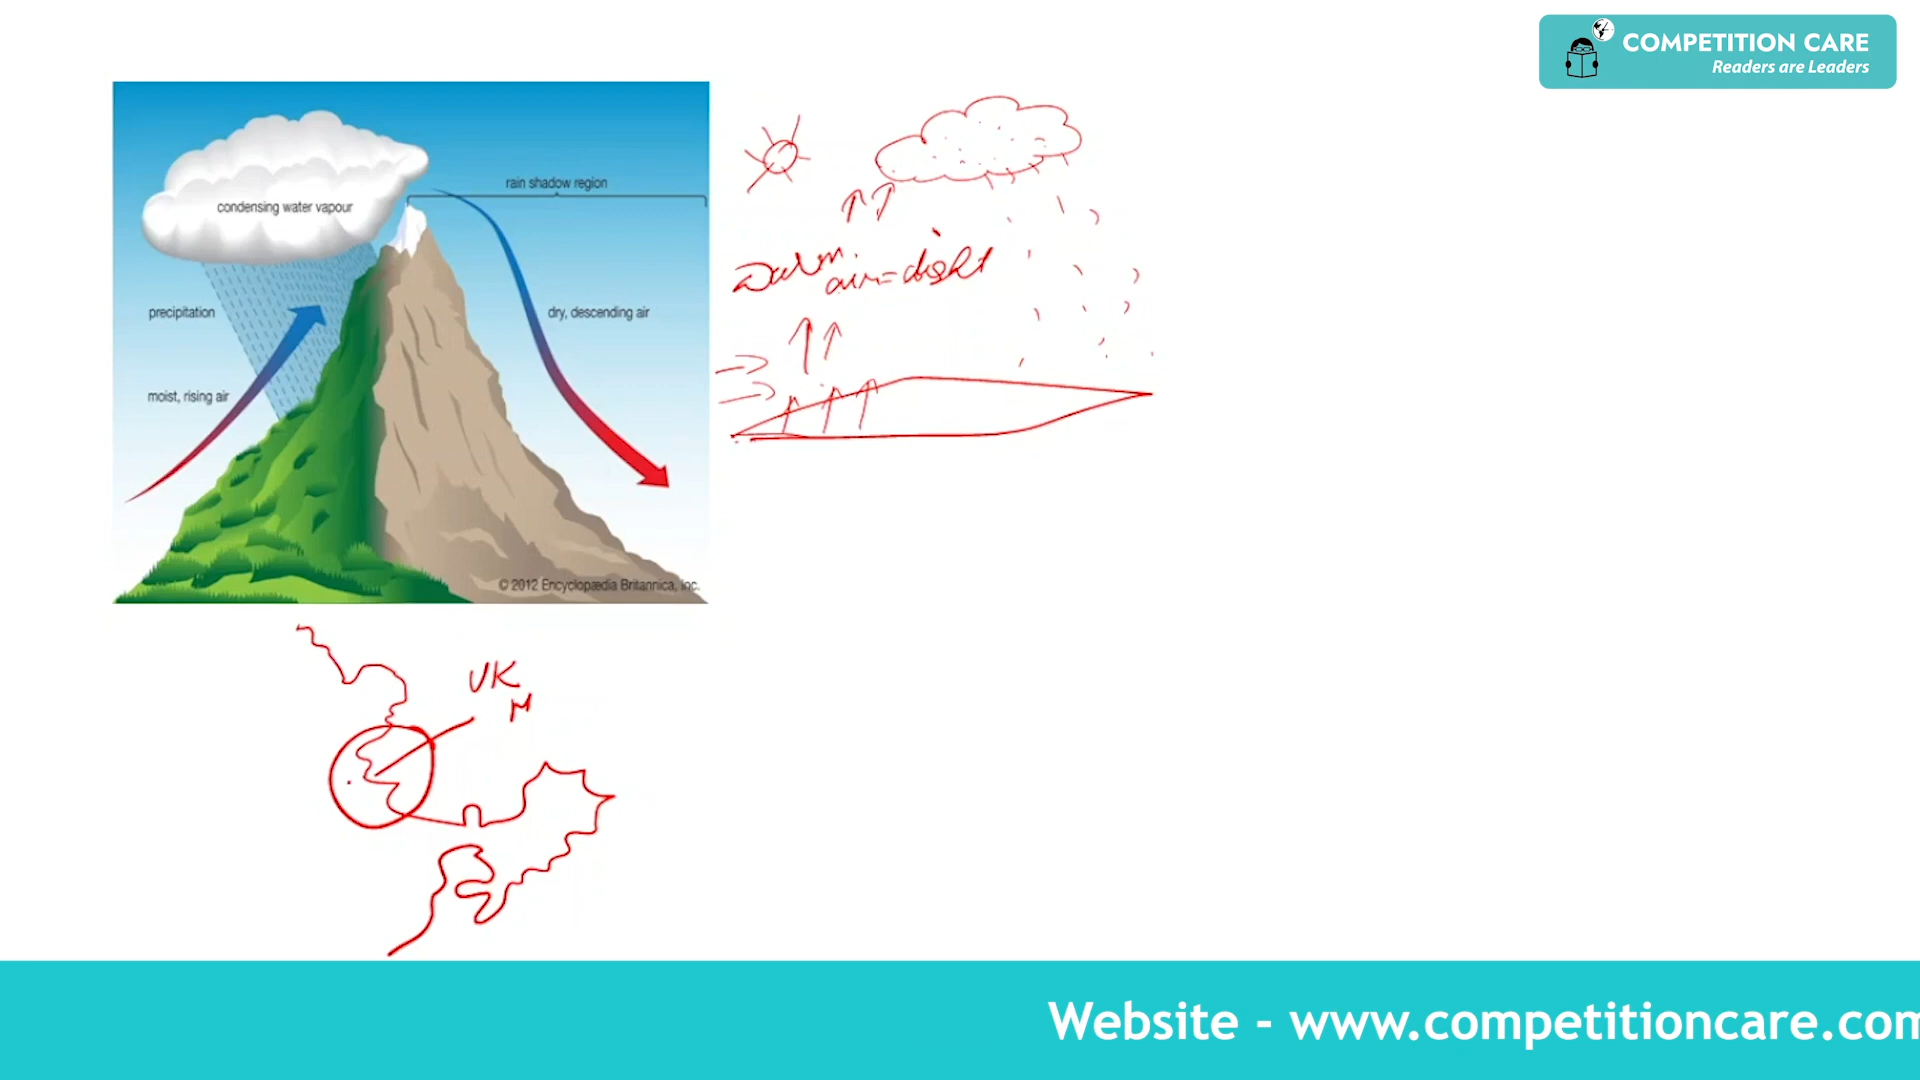 COMPETITION CARE
Readers are Leaders
rain shadow region
condensing water vapour
precipitation
dry, descending air
moist, rising air
© 2012 Encyclopædia Britannica, Inc.
Warm
air = light
UK
M
Website - www.competitioncare.com